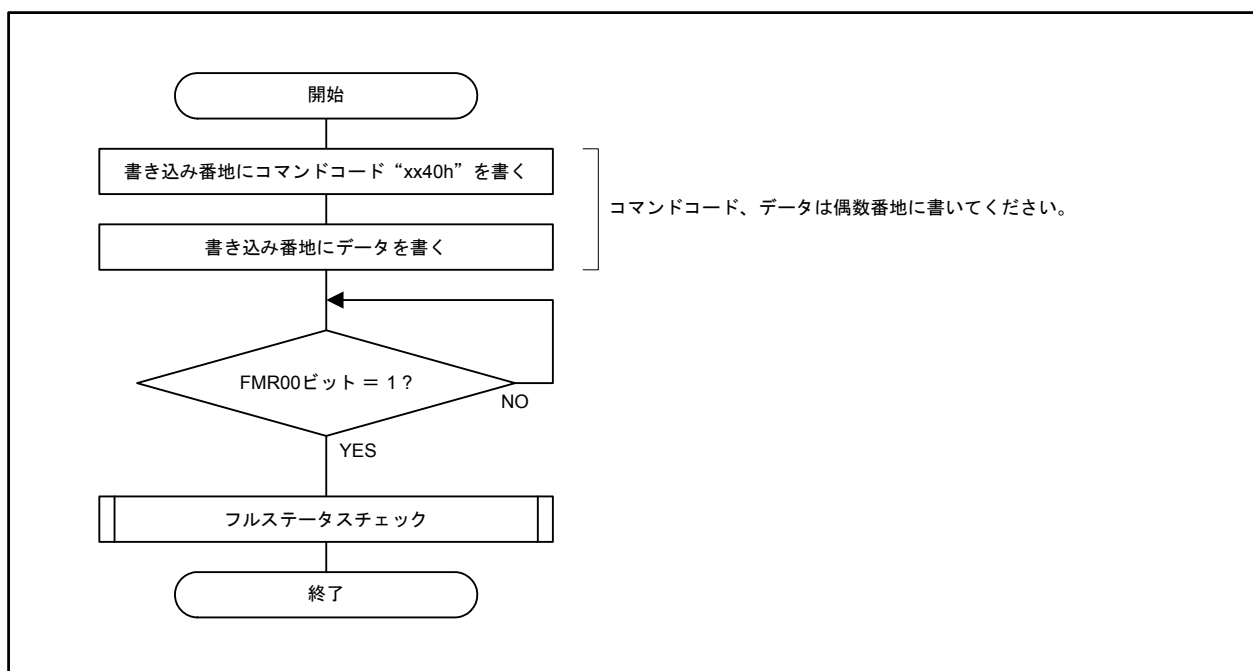 開始
書き込み番地にコマンドコード“xx40h”を書く
コマンドコード、データは偶数番地に書いてください。
書き込み番地にデータを書く
FMR00ビット ＝ 1 ?
NO
YES
フルステータスチェック
終了